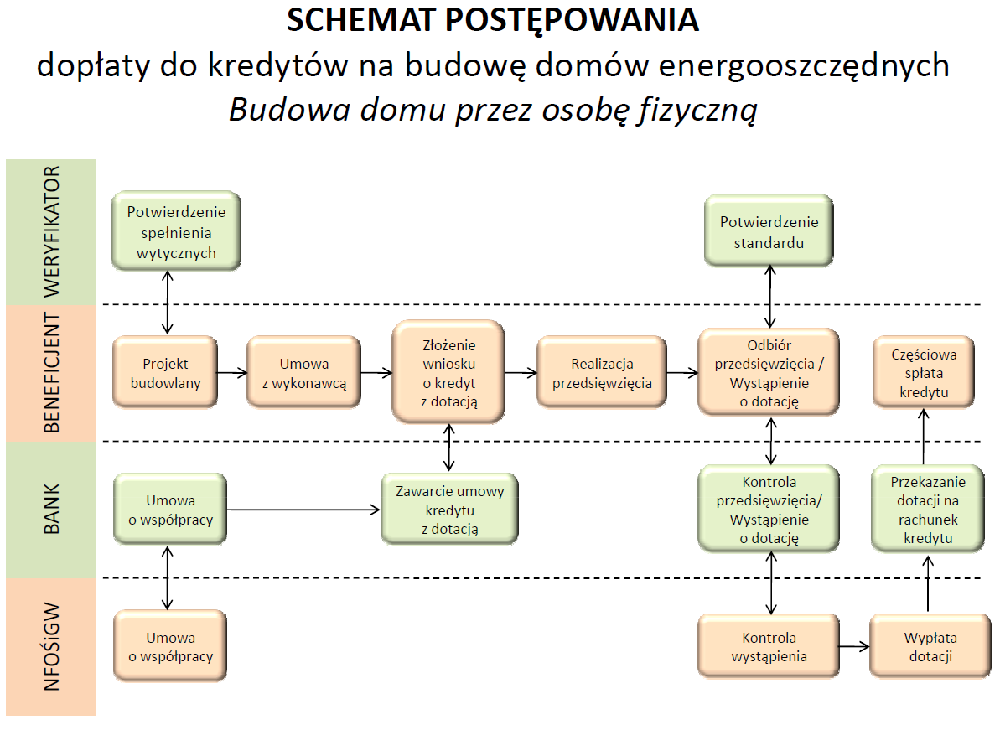 SCHEMAT POSTĘPOWANIA
dopłaty do kredytów na budowę domów energooszczędnych
Budowa domu przez osobę fizyczną
WERYFIKATOR
Potwierdzenie
spełnienia
wytycznych
Potwierdzenie
standardu
BENEFICJENT
Projekt
budowlany
Umowa
z wykonawcą
Złożenie
wniosku
o kredyt
z dotacją
Realizacja
przedsięwzięcia
Odbiór
przedsięwzięcia /
Wystąpienie
o dotację
Częściowa
spłata
kredytu
BANK
Umowa
o współpracy
Zawarcie umowy
kredytu
z dotacją
Kontrola
przedsięwzięcia/
Wystąpienie
o dotację
Przekazanie
dotacji na
rachunek
kredytu
NFOŚiGW
Umowa
o współpracy
Kontrola
wystąpienia
Wypłata
dotacji